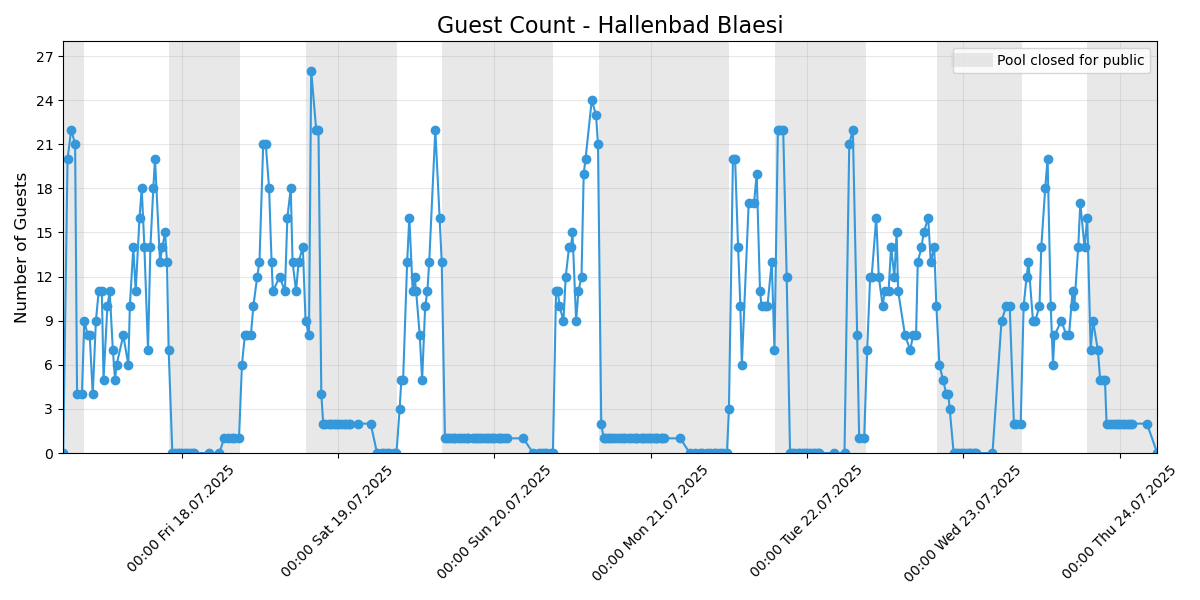 Guest Count - Hallenbad Blaesi
Pool closed for public
Number of Guests
27
24
21
18
15
12
9
6
3
0
00:00 Fri 18.07.2025
00:00 Sat 19.07.2025
00:00 Sun 20.07.2025
00:00 Mon 21.07.2025
00:00 Tue 22.07.2025
00:00 Wed 23.07.2025
00:00 Thu 24.07.2025